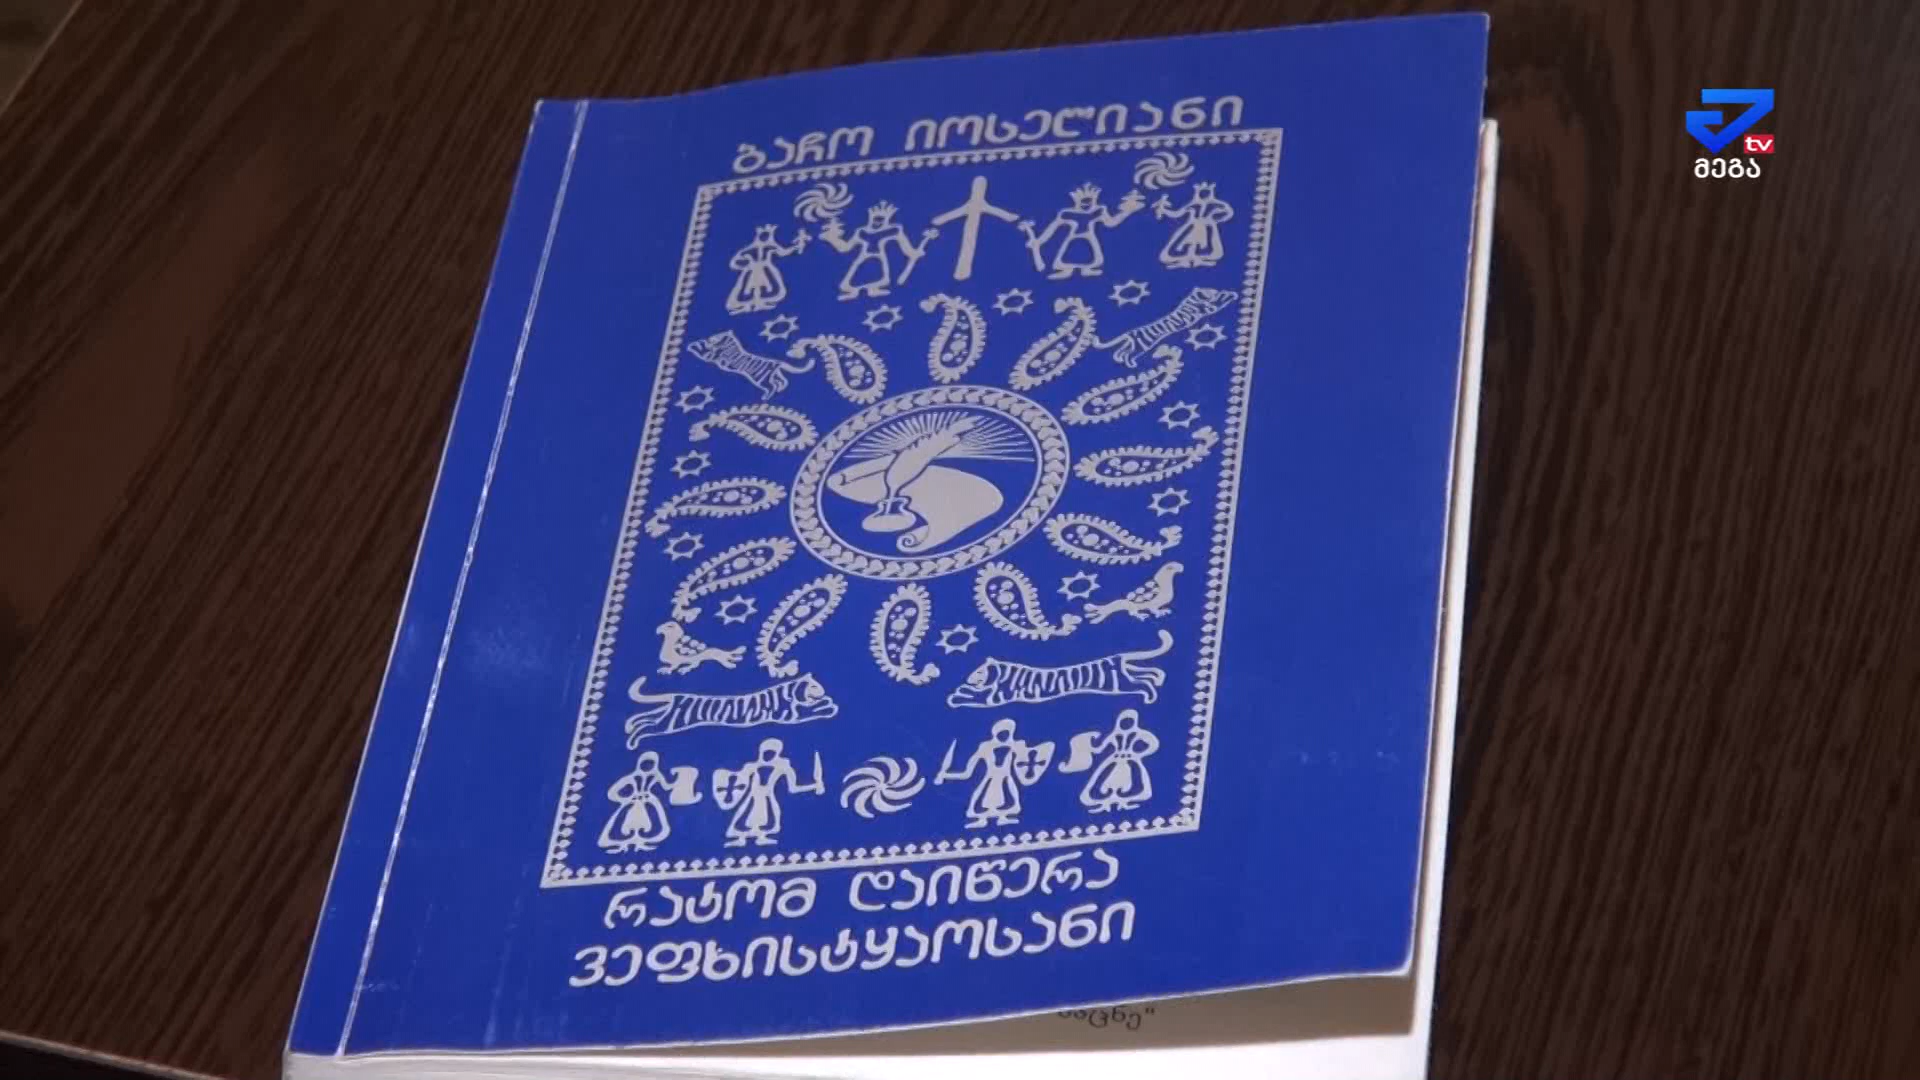 ბაჩო იოსელიანი
tv
მეგა
რატომ დაიწერა
ვეფხისტყაოსანი